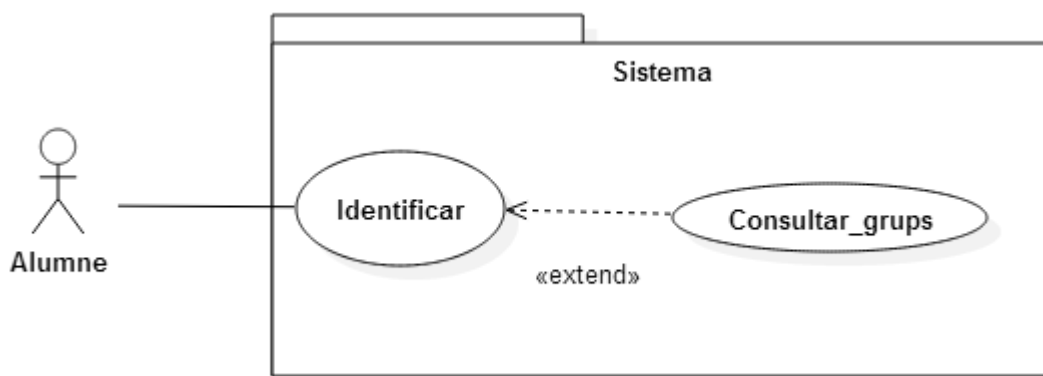 Sistema
Identificar
Consultar_grups
Alumne
«extend»